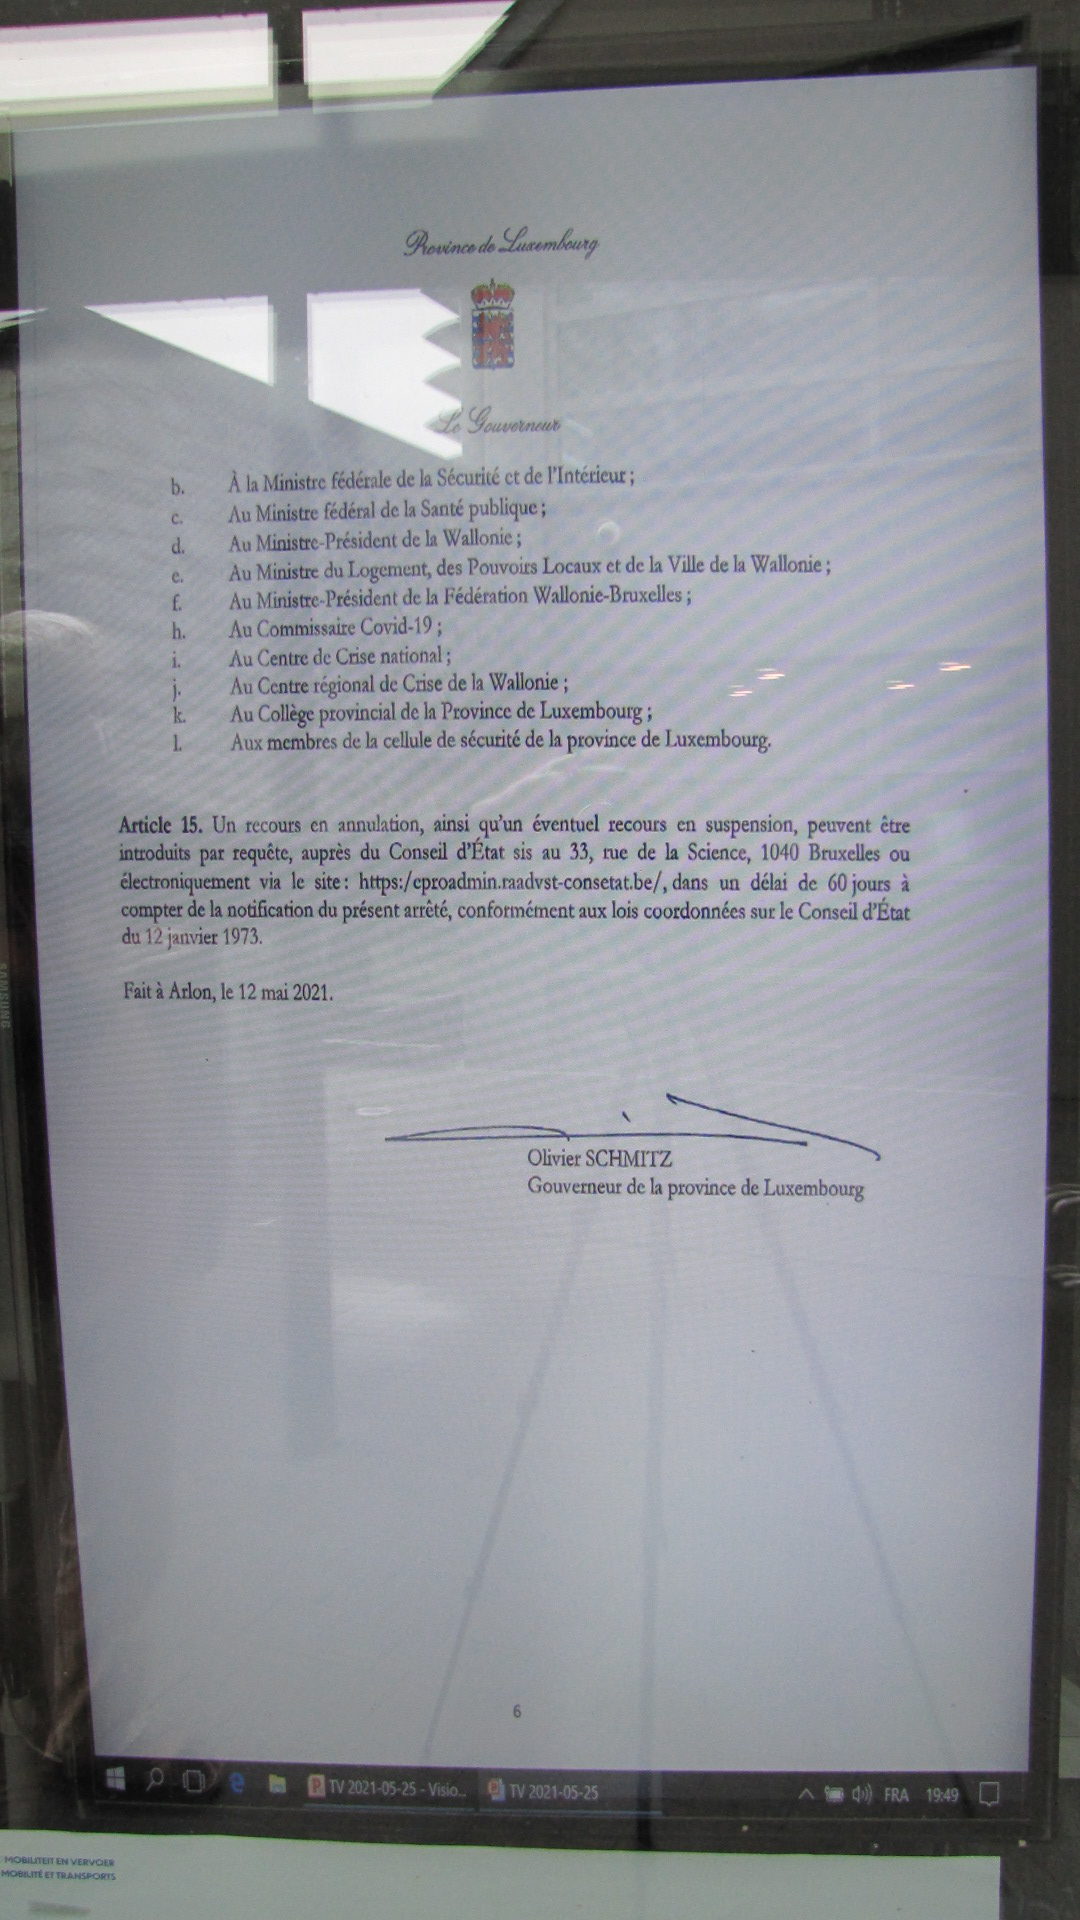 Province de Luxembourg
Le Gouverneur
b. À la Ministre fédérale de la Sécurité et de l'Intérieur ;
c. Au Ministre fédéral de la Santé publique ;
d. Au Ministre-Président de la Wallonie ;
e. Au Ministre du Logement, des Pouvoirs Locaux et de la Ville de la Wallonie ;
f. Au Ministre-Président de la Fédération Wallonie-Bruxelles ;
h. Au Commissaire Covid-19 ;
i. Au Centre de Crise national ;
j. Au Centre régional de Crise de la Wallonie ;
k. Au Collège provincial de la Province de Luxembourg ;
l. Aux membres de la cellule de sécurité de la province de Luxembourg.
Article 15. Un recours en annulation, ainsi qu'un éventuel recours en suspension, peuvent être
introduits par requête, auprès du Conseil d'État sis au 33, rue de la Science, 1040 Bruxelles ou
électroniquement via le site : https:/eproadmin.raadvst-consetat.be/, dans un délai de 60 jours à
compter de la notification du présent arrêté, conformément aux lois coordonnées sur le Conseil d'État
du 12 janvier 1973.
Fait à Arlon, le 12 mai 2021.
Olivier SCHMITZ
Gouverneur de la province de Luxembourg
6
TV 2021-05-25 - Visio... TV 2021-05-25 FRA 19:49
SAMSUNG
MOBILITEIT EN VERVOER
MOBILITÉ ET TRANSPORTS